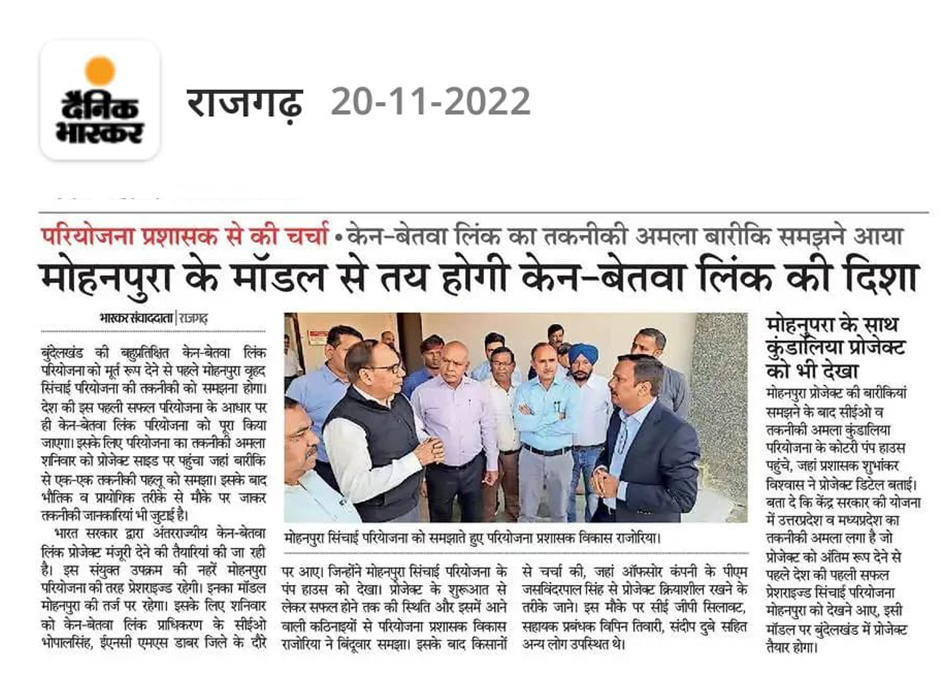 दैनिक
भास्कर
राजगढ़ 20-11-2022
परियोजना प्रशासक से की चर्चा • केन-बेतवा लिंक का तकनीकी अमला बारीकि समझने आया
मोहनपुरा के मॉडल से तय होगी केन-बेतवा लिंक की दिशा
भास्कर संवाददाता | राजगढ़
बुंदेलखंड की बहुप्रतिक्षित केन-बेतवा लिंक
परियोजना को मूर्त रूप देने से पहले मोहनपुरा वृहद
सिंचाई परियोजना की तकनीकी को समझना होगा।
देश की इस पहली सफल परियोजना के आधार पर
ही केन-बेतवा लिंक परियोजना को पूरा किया
जाएगा। इसके लिए परियोजना का तकनीकी अमला
शनिवार को प्रोजेक्ट साइड पर पहुंचा जहां बारीकि
से एक-एक तकनीकी पहलू को समझा। इसके बाद
भौतिक व प्रायोगिक तरीके से मौके पर जाकर
तकनीकी जानकारियां भी जुटाई है।
भारत सरकार द्वारा अंतरराज्यीय केन-बेतवा
लिंक प्रोजेक्ट मंजूरी देने की तैयारियां की जा रही
है। इस संयुक्त उपक्रम की नहरें मोहनपुरा
परियोजना की तरह प्रेशराइज्ड रहेगी। इनका मॉडल
मोहनपुरा की तर्ज पर रहेगा। इसके लिए शनिवार
को केन-बेतवा लिंक प्राधिकरण के सीईओ
भोपालसिंह, ईएनसी एमएस डाबर जिले के दौरे
मोहनपुरा सिंचाई परियोजना को समझाते हुए परियोजना प्रशासक विकास राजोरिया।
पर आए। जिन्होंने मोहनपुरा सिंचाई परियोजना के
पंप हाउस को देखा। प्रोजेक्ट के शुरूआत से
लेकर सफल होने तक की स्थिति और इसमें आने
वाली कठिनाइयों से परियोजना प्रशासक विकास
राजोरिया ने बिंदूवार समझा। इसके बाद किसानों
से चर्चा की, जहां ऑफसोर कंपनी के पीएम
जसविंदरपाल सिंह से प्रोजेक्ट क्रियाशील रखने के
तरीके जाने। इस मौके पर सीई जीपी सिलावट,
सहायक प्रबंधक विपिन तिवारी, संदीप दुबे सहित
अन्य लोग उपस्थित थे।
मोहनुपरा के साथ
कुंडालिया प्रोजेक्ट
को भी देखा
मोहनपुरा प्रोजेक्ट की बारीकियां
समझने के बाद सीईओ व
तकनीकी अमला कुंडालिया
परियोजना के कोटरी पंप हाउस
पहुंचे, जहां प्रशासक शुभांकर
विश्वास ने प्रोजेक्ट डिटेल बताई।
बता दे कि केंद्र सरकार की योजना
में उत्तरप्रदेश व मध्यप्रदेश का
तकनीकी अमला लगा है जो
प्रोजेक्ट को अंतिम रूप देने से
पहले देश की पहली सफल
प्रेशराइज्ड सिंचाई परियोजना
मोहनपुरा को देखने आए, इसी
मॉडल पर बुंदेलखंड में प्रोजेक्ट
तैयार होगा।